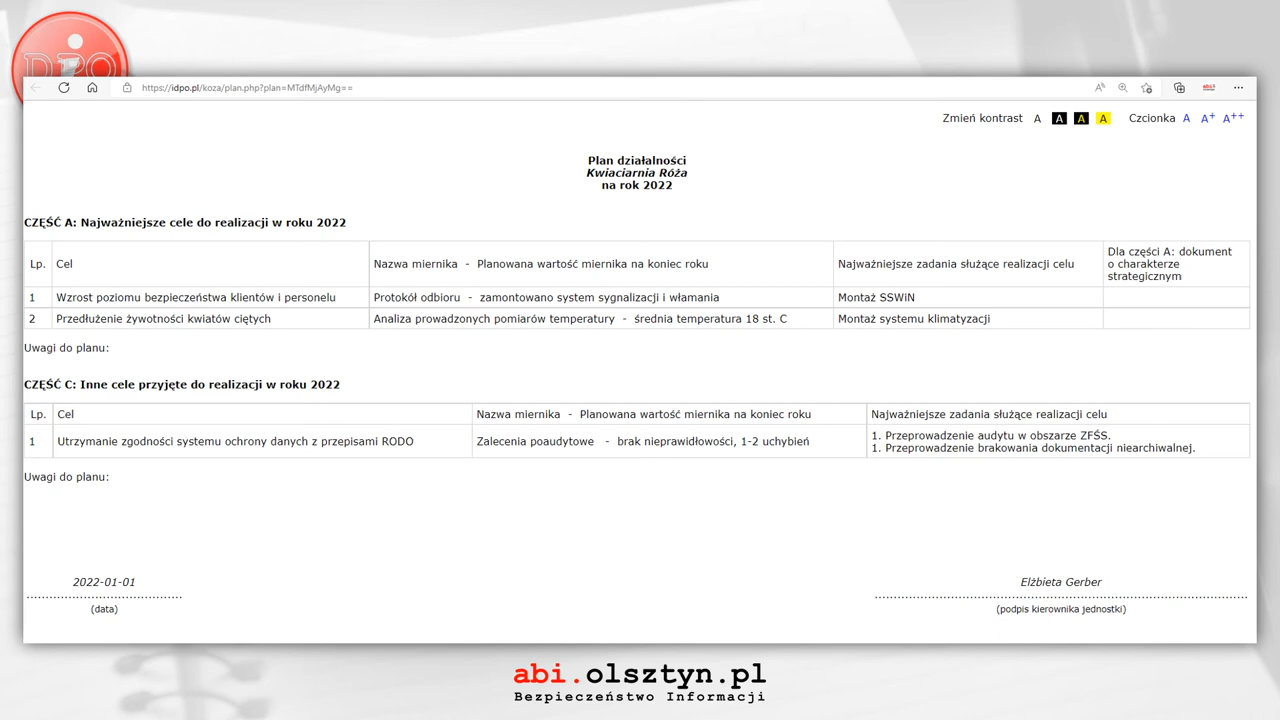 iDPO
https://idpo.pl/koza/plan.php?plan=MTdfMjAyMg==
Zmień kontrast A A A A Czcionka A A+ A++
Plan działalności
Kwiaciarnia Róża
na rok 2022
CZĘŚĆ A: Najważniejsze cele do realizacji w roku 2022
Lp. Cel Nazwa miernika - Planowana wartość miernika na koniec roku Najważniejsze zadania służące realizacji celu Dla części A: dokument
o charakterze
strategicznym
1 Wzrost poziomu bezpieczeństwa klientów i personelu Protokół odbioru - zamontowano system sygnalizacji i włamania Montaż SSWiN
2 Przedłużenie żywotności kwiatów ciętych Analiza prowadzonych pomiarów temperatury - średnia temperatura 18 st. C Montaż systemu klimatyzacji
Uwagi do planu:
CZĘŚĆ C: Inne cele przyjęte do realizacji w roku 2022
Lp. Cel Nazwa miernika - Planowana wartość miernika na koniec roku Najważniejsze zadania służące realizacji celu
1 Utrzymanie zgodności systemu ochrony danych z przepisami RODO Zalecenia poaudytowe - brak nieprawidłowości, 1-2 uchybień 1. Przeprowadzenie audytu w obszarze ZFŚS.
1. Przeprowadzenie brakowania dokumentacji niearchiwalnej.
Uwagi do planu:
2022-01-01 Elżbieta Gerber
(data) (podpis kierownika jednostki)
abi.olsztyn.pl
Bezpieczeństwo Informacji